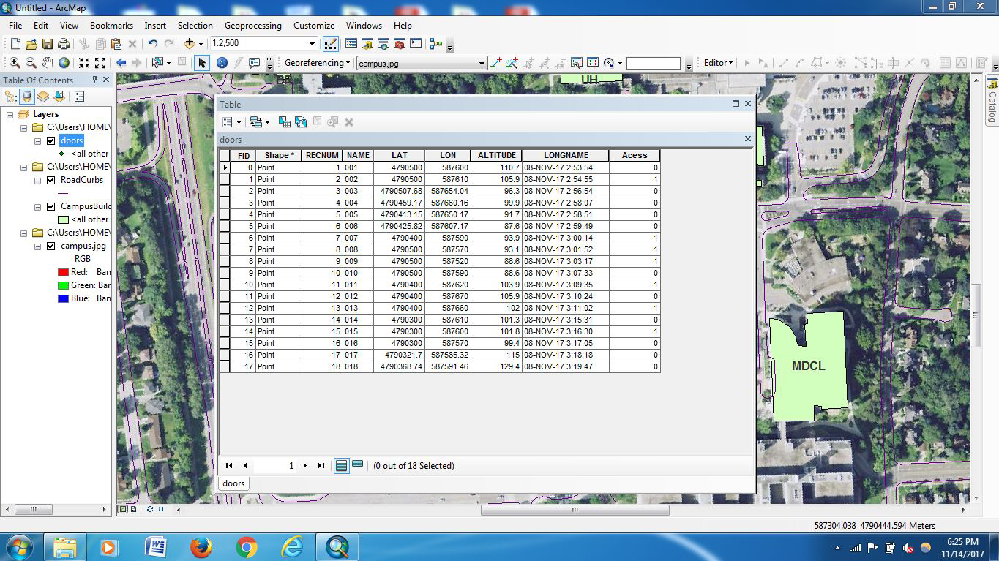 Untitled - ArcMap
File Edit View Bookmarks Insert Selection Geoprocessing Customize Windows Help
1:2,500
Georeferencing campus.jpg Editor
Table Of Contents
Layers
C:\Users\HOME\
doors
<all other
C:\Users\HOME\
RoadCurbs
CampusBuild
<all other
C:\Users\HOME\
campus.jpg
RGB
Red: Ban
Green: Ban
Blue: Ban
UH
Table
doors
FID Shape * RECNUM NAME LAT LON ALTITUDE LONGNAME Acess
0 Point 1 001 4790500 587600 110.7 08-NOV-17 2:53:54 0
1 Point 2 002 4790500 587610 105.9 08-NOV-17 2:54:55 1
2 Point 3 003 4790507.68 587654.04 96.3 08-NOV-17 2:56:54 0
3 Point 4 004 4790459.17 587660.16 99.9 08-NOV-17 2:58:07 0
4 Point 5 005 4790413.15 587650.17 91.7 08-NOV-17 2:58:51 0
5 Point 6 006 4790425.82 587607.17 87.6 08-NOV-17 2:59:49 0
6 Point 7 007 4790400 587590 93.9 08-NOV-17 3:00:14 1
7 Point 8 008 4790500 587570 93.1 08-NOV-17 3:01:52 1
8 Point 9 009 4790500 587520 88.6 08-NOV-17 3:03:17 1
9 Point 10 010 4790500 587590 88.6 08-NOV-17 3:07:33 0
10 Point 11 011 4790400 587620 103.9 08-NOV-17 3:09:35 1
11 Point 12 012 4790400 587670 105.9 08-NOV-17 3:10:24 0
12 Point 13 013 4790400 587660 102 08-NOV-17 3:11:02 1
13 Point 14 014 4790300 587610 101.3 08-NOV-17 3:15:31 0
14 Point 15 015 4790300 587600 101.8 08-NOV-17 3:16:30 1
15 Point 16 016 4790300 587570 99.4 08-NOV-17 3:17:05 0
16 Point 17 017 4790321.7 587585.32 115 08-NOV-17 3:18:18 0
17 Point 18 018 4790368.74 587591.46 129.4 08-NOV-17 3:19:47 0
1 (0 out of 18 Selected)
doors
MDCL
Catalog
587304.038 4790444.594 Meters
6:25 PM
11/14/2017